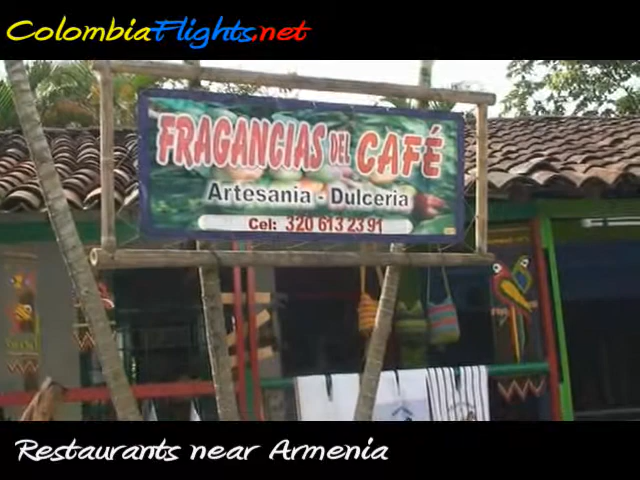 ColombiaFlights.net
FRAGANCIAS DEL CAFÉ
Artesania - Dulceria
Cel: 320 613 23 91
Restaurants near Armenia